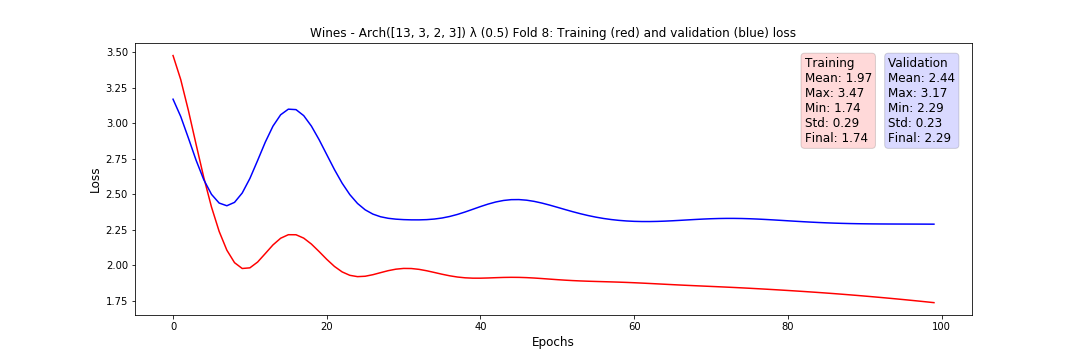 Wines - Arch([13, 3, 2, 3]) λ (0.5) Fold 8: Training (red) and validation (blue) loss
3.50
3.25
3.00
2.75
2.50
2.25
2.00
1.75
Loss
Training
Mean: 1.97
Max: 3.47
Min: 1.74
Std: 0.29
Final: 1.74
Validation
Mean: 2.44
Max: 3.17
Min: 2.29
Std: 0.23
Final: 2.29
0 20 40 60 80 100
Epochs